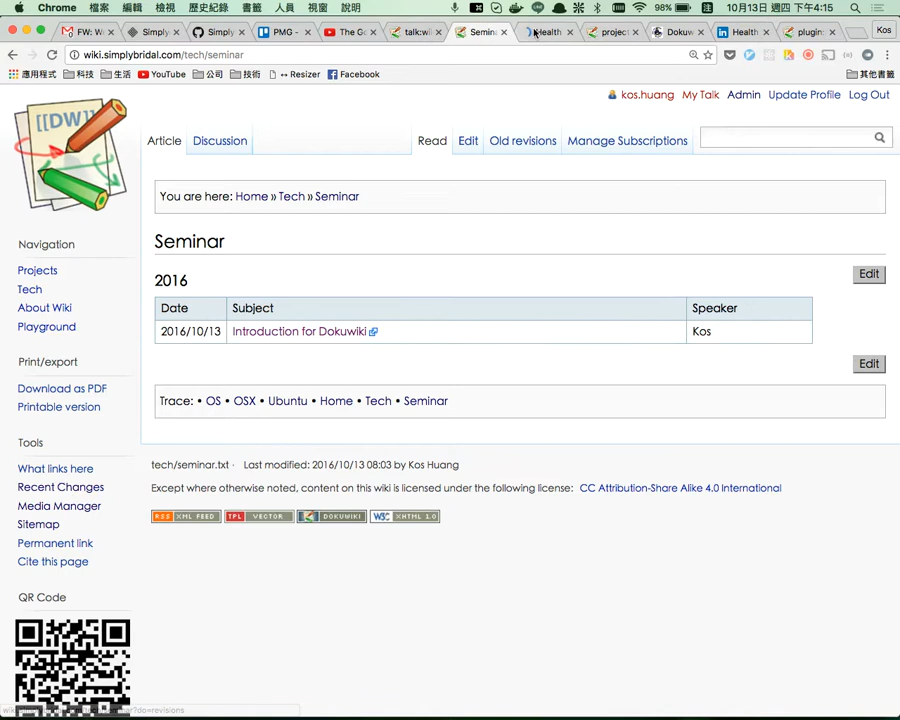 Chrome 檔案 編輯 檢視 歷史紀錄 書籤 人員 視窗 說明 98% 10月13日 週四 下午4:15
FW: W Simply Simply PMG - The G talk:wi Semin Health project Dokuw Health plugin: Kos
wiki.simplybridal.com/tech/seminar
應用程式 科技 生活 YouTube 公司 技術 ↔ Resizer Facebook 其他書籤
kos.huang My Talk Admin Update Profile Log Out
[[DW]]
Article Discussion Read Edit Old revisions Manage Subscriptions
You are here: Home » Tech » Seminar
Seminar
2016
Edit
Date Subject Speaker
2016/10/13 Introduction for Dokuwiki Kos
Edit
Trace: • OS • OSX • Ubuntu • Home • Tech • Seminar
tech/seminar.txt · Last modified: 2016/10/13 08:03 by Kos Huang
Except where otherwise noted, content on this wiki is licensed under the following license: CC Attribution-Share Alike 4.0 International
RSS XML FEED TPL VECTOR DOKUWIKI W3C XHTML 1.0
Navigation
Projects
Tech
About Wiki
Playground
Print/export
Download as PDF
Printable version
Tools
What links here
Recent Changes
Media Manager
Sitemap
Permanent link
Cite this page
QR Code